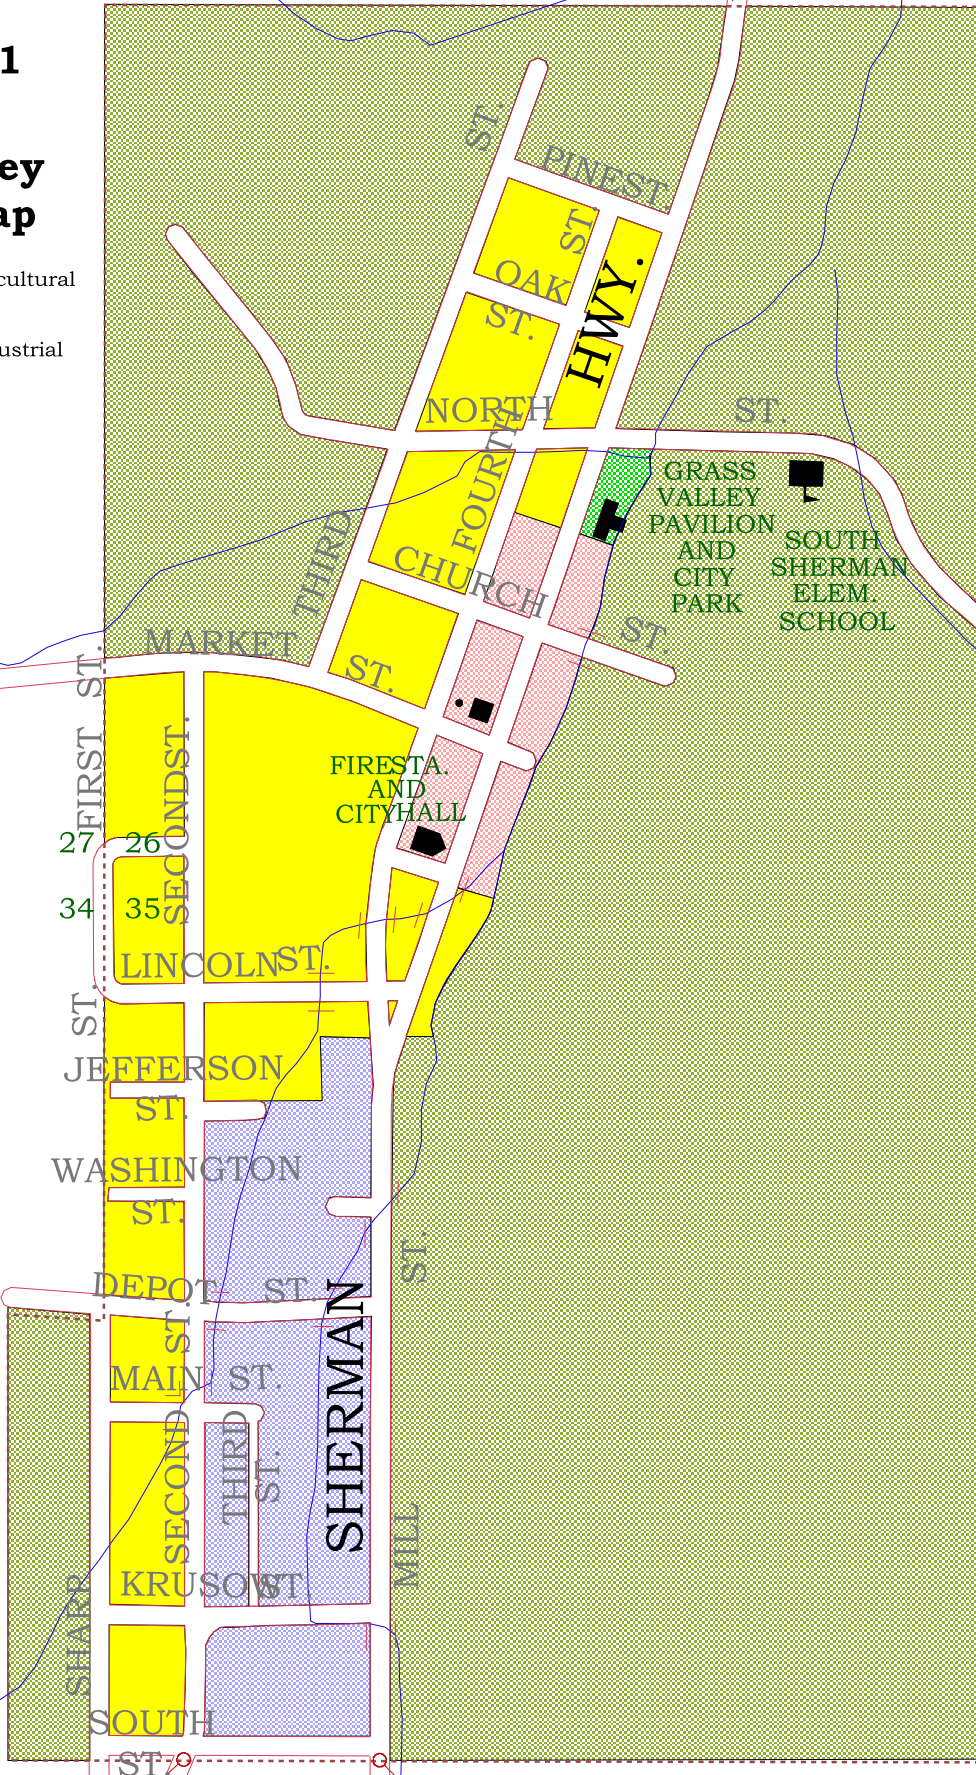 1
ey
ap
cultural
ustrial
ST.
PINE ST.
ST.
OAK
ST.
HWY.
NORTH
ST.
FOURTH
GRASS
VALLEY
PAVILION
AND
CITY
PARK
SOUTH
SHERMAN
ELEM.
SCHOOL
THIRD
CHURCH
ST.
MARKET
ST.
FIRST ST.
SECOND ST.
FIRE STA.
AND
CITY HALL
27 26
34 35
LINCOLN ST.
ST.
JEFFERSON
ST.
WASHINGTON
ST.
ST.
DEPOT ST.
SHERMAN
SECOND ST.
MAIN ST.
THIRD
ST.
MILL
KRUSOW ST.
SHARP
SOUTH
ST